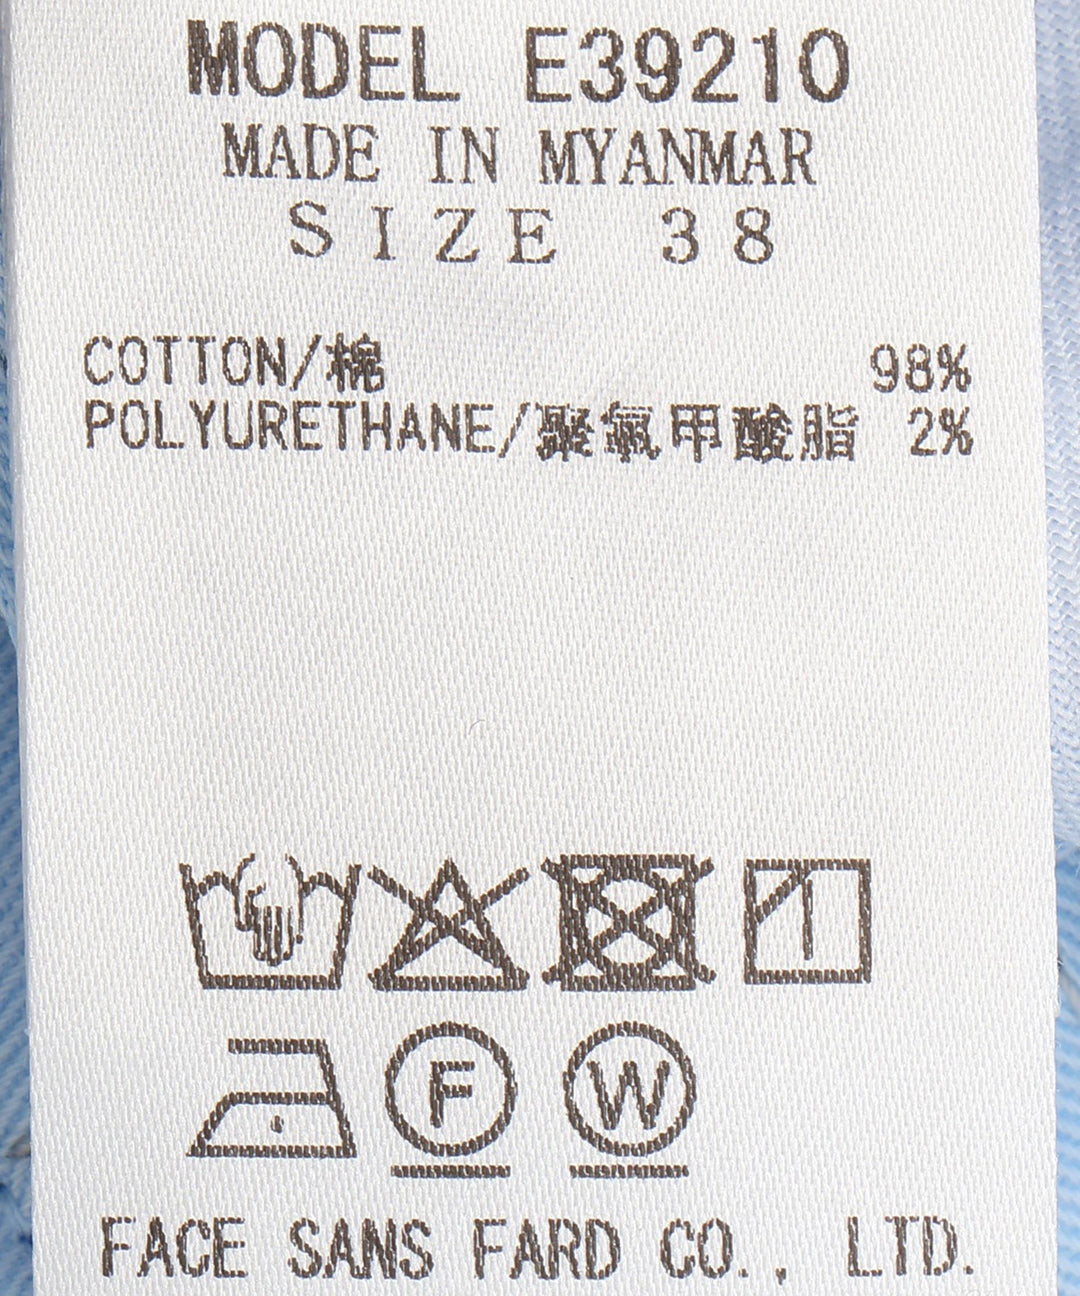 MODEL E39210
MADE IN MYANMAR
SIZE 38
COTTON/棉 98%
POLYURETHANE/聚氨甲酸脂 2%
F W
FACE SANS FARD CO., LTD.